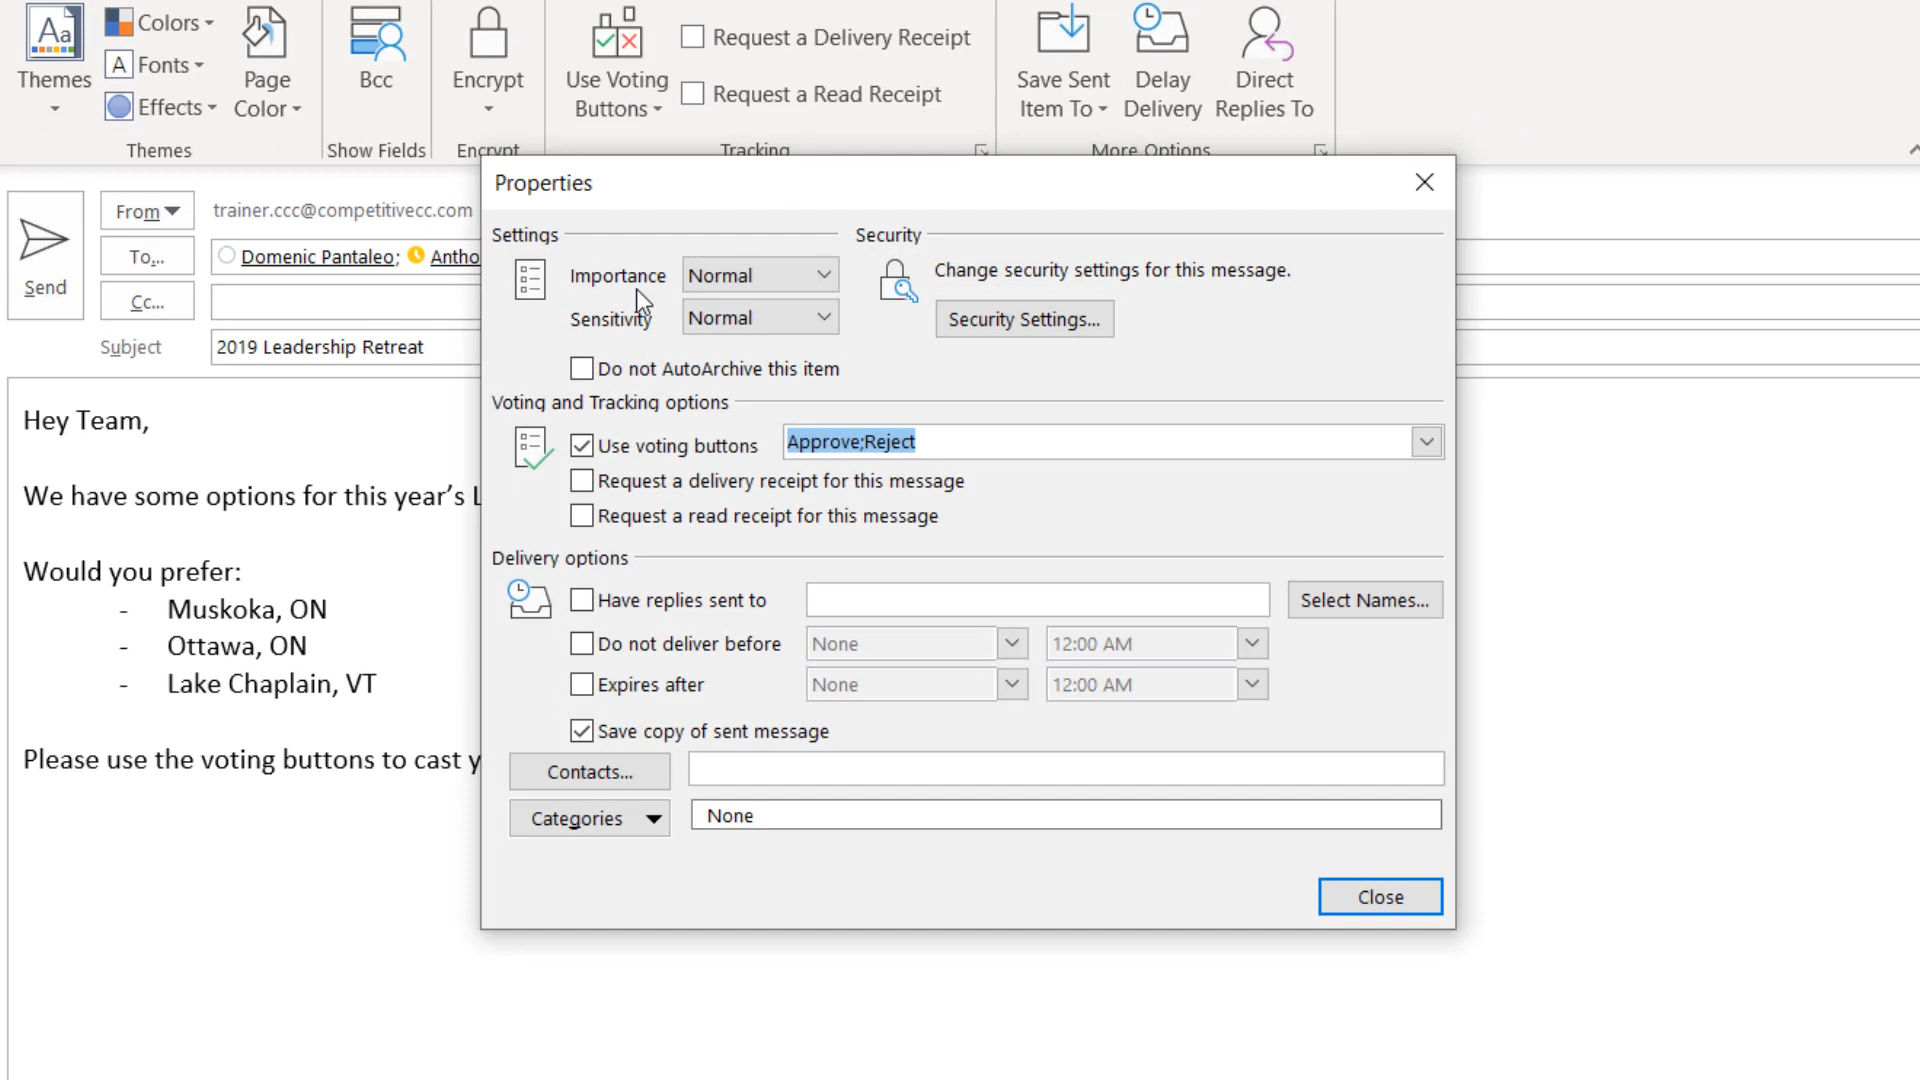 Aa
Themes
Colors
A Fonts
Effects
Page
Color
Themes
Bcc
Show Fields
Encrypt
Encrypt
Use Voting
Buttons
Request a Delivery Receipt
Request a Read Receipt
Tracking
Save Sent
Item To
Delay
Delivery
Direct
Replies To
More Options
Send
From
trainer.ccc@competitivecc.com
To...
Domenic Pantaleo; Antho
Cc...
Subject
2019 Leadership Retreat
Hey Team,
We have some options for this year's L
Would you prefer:
- Muskoka, ON
- Ottawa, ON
- Lake Chaplain, VT
Please use the voting buttons to cast y
Properties
Settings
Importance Normal
Sensitivity Normal
Do not AutoArchive this item
Security
Change security settings for this message.
Security Settings...
Voting and Tracking options
Use voting buttons Approve;Reject
Request a delivery receipt for this message
Request a read receipt for this message
Delivery options
Have replies sent to Select Names...
Do not deliver before None 12:00 AM
Expires after None 12:00 AM
Save copy of sent message
Contacts...
Categories None
Close